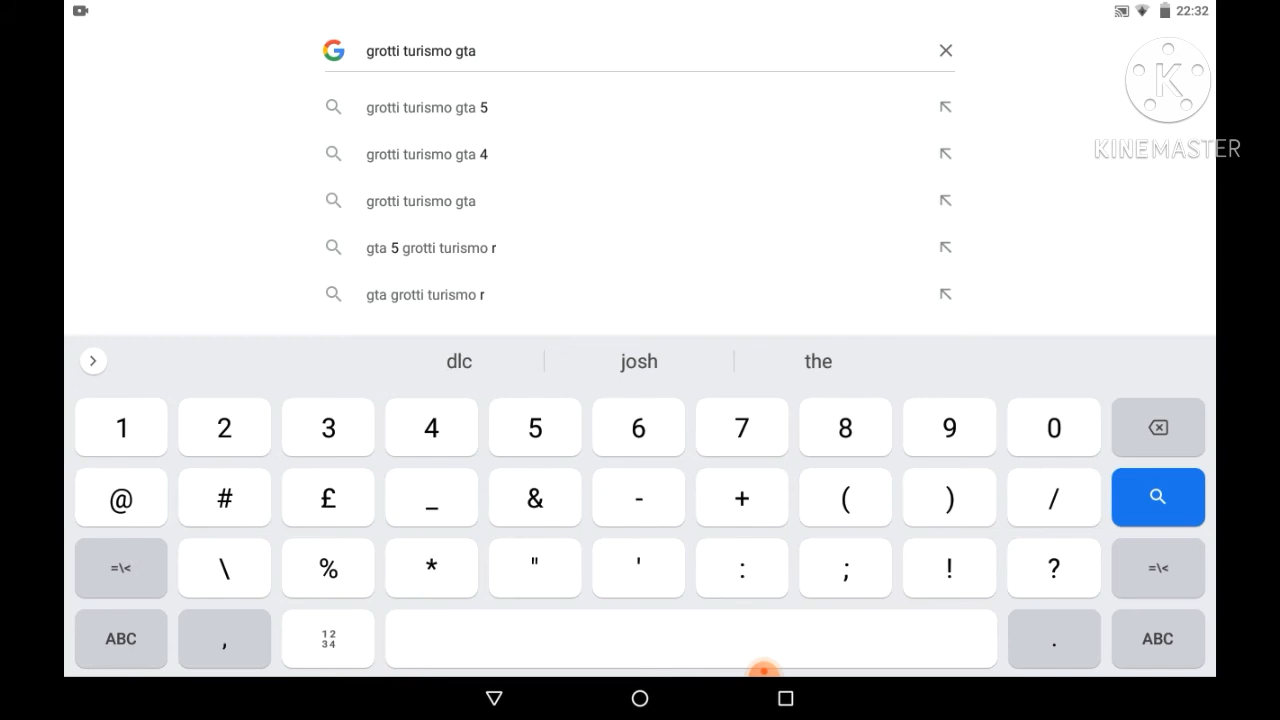 22:32
grotti turismo gta
K
KINEMASTER
grotti turismo gta 5
grotti turismo gta 4
grotti turismo gta
gta 5 grotti turismo r
gta grotti turismo r
dlc josh the
1 2 3 4 5 6 7 8 9 0
@ # £ _ & - + ( ) /
=\< \ % * " ' : ; ! ? =\<
ABC , 12 34 . ABC